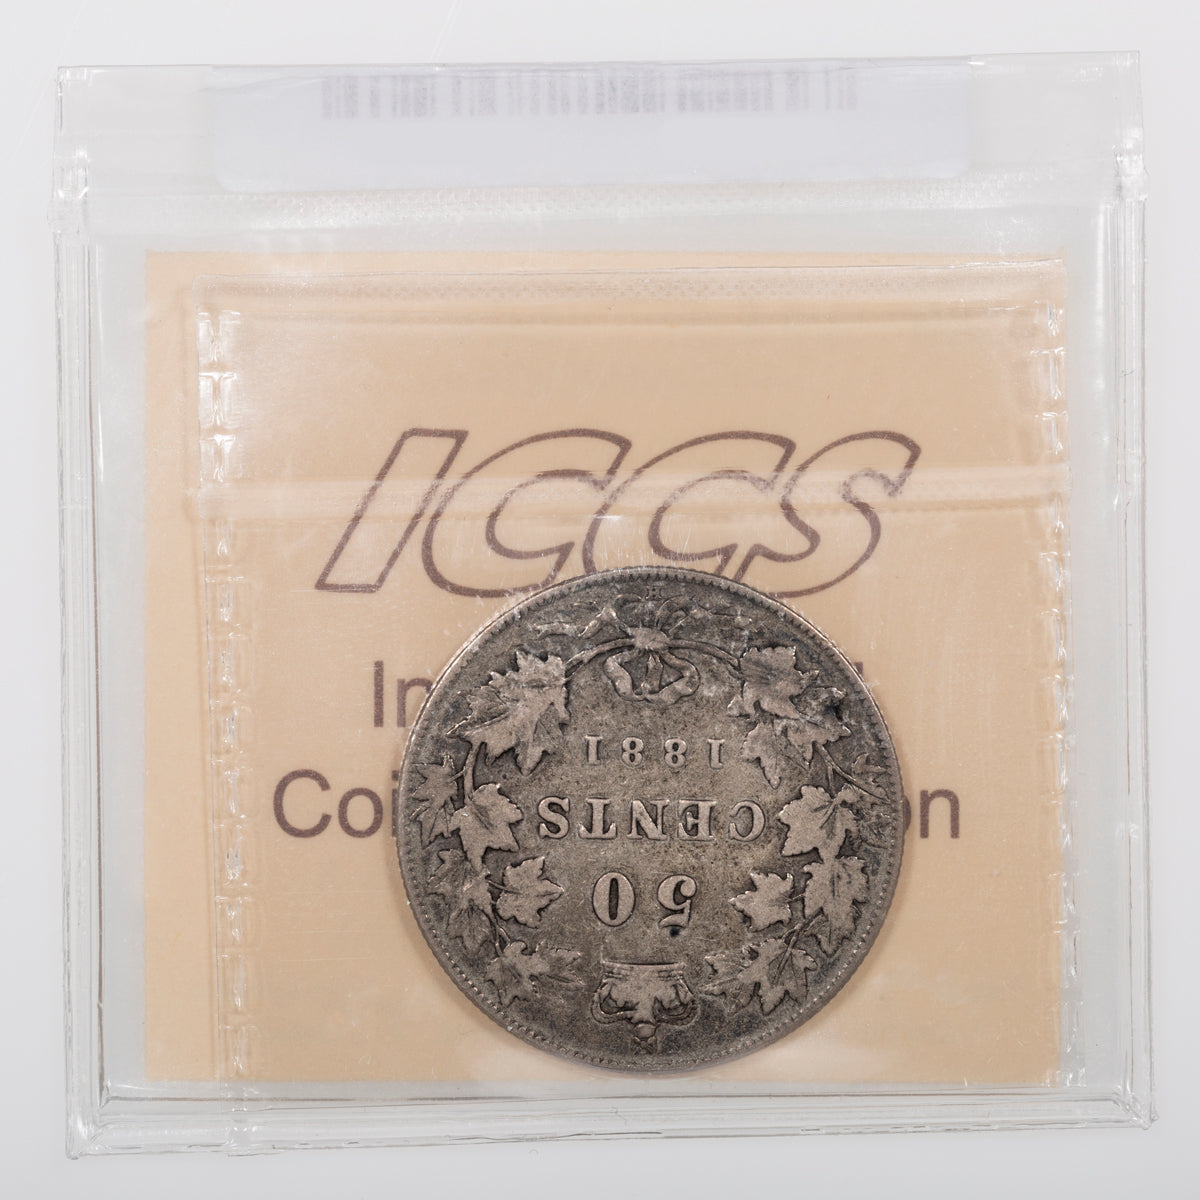 ICCS
In
Co on
H
1881
CENTS
50